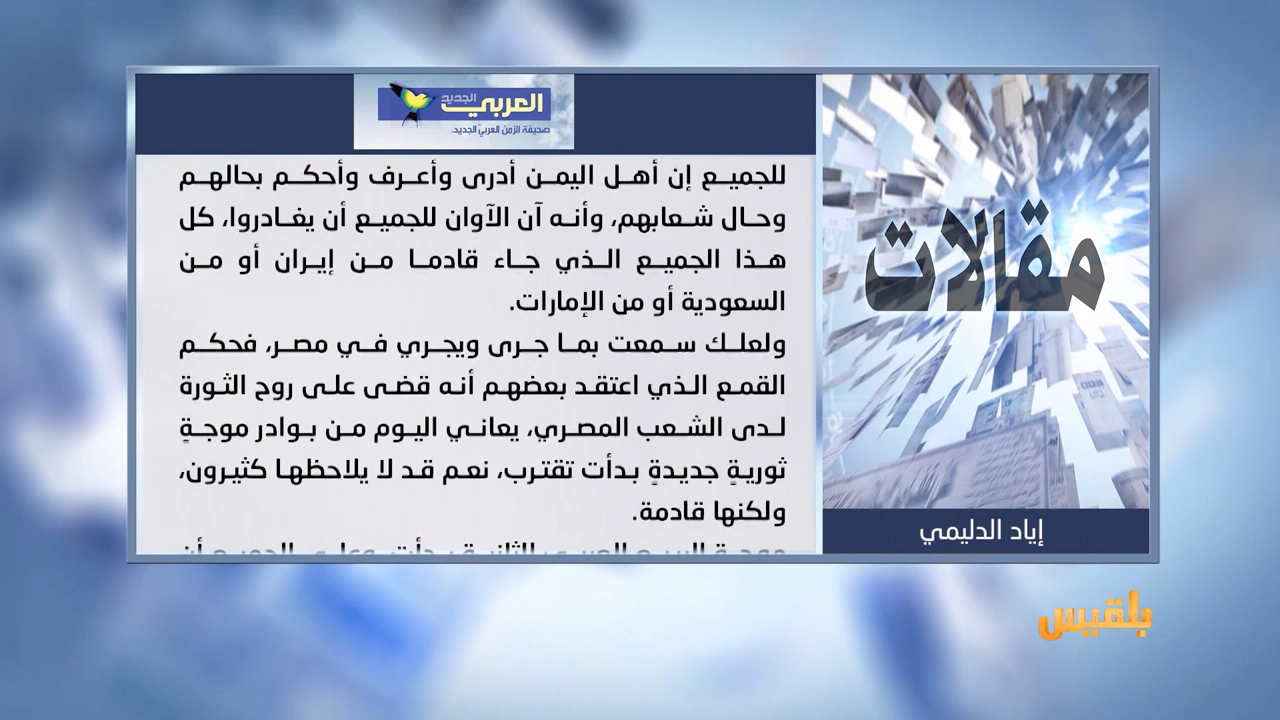 العربي الجديد
صحيفة الزمن العربيّ الجديد.
مقالات
إياد الدليمي
للجميع إن أهل اليمن أدرى وأعرف وأحكم بحالهم
وحال شعابهم، وأنه آن الآوان للجميع أن يغادروا، كل
هذا الجميع الذي جاء قادما من إيران أو من
السعودية أو من الإمارات.
ولعلك سمعت بما جرى ويجري في مصر، فحكم
القمع الذي اعتقد بعضهم أنه قضى على روح الثورة
لدى الشعب المصري، يعاني اليوم من بوادر موجةٍ
ثوريةٍ جديدةٍ بدأت تقترب، نعم قد لا يلاحظها كثيرون،
ولكنها قادمة.
بلقيس